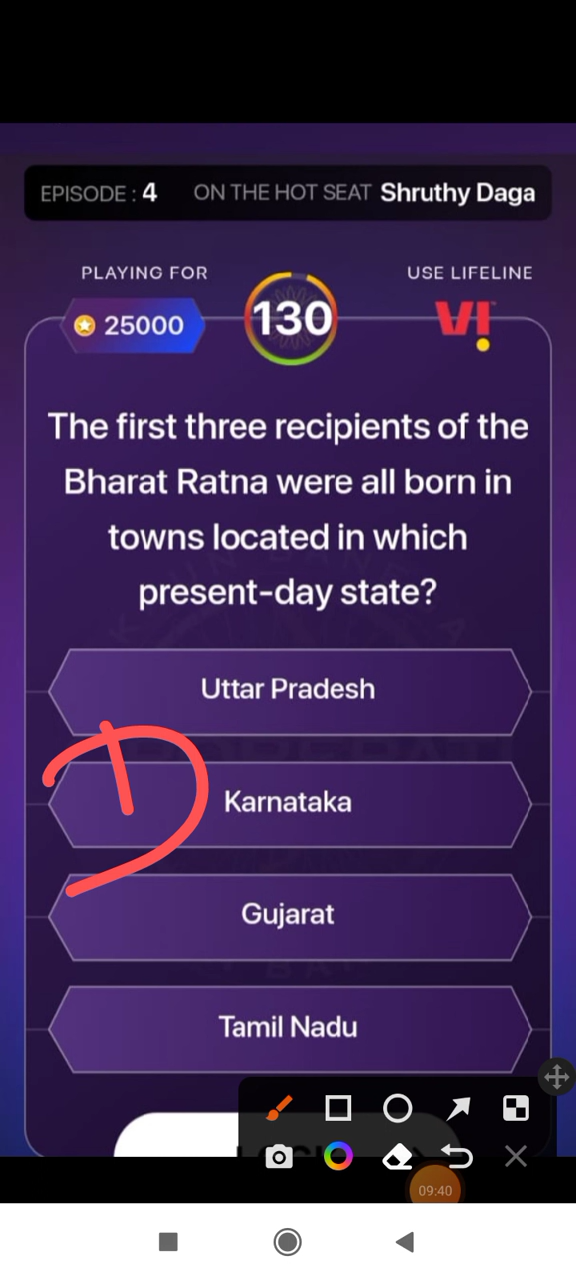 EPISODE : 4 ON THE HOT SEAT Shruthy Daga
PLAYING FOR
USE LIFELINE
25000
130
VI
The first three recipients of the
Bharat Ratna were all born in
towns located in which
present-day state?
Uttar Pradesh
D
Karnataka
Gujarat
Tamil Nadu
09:40